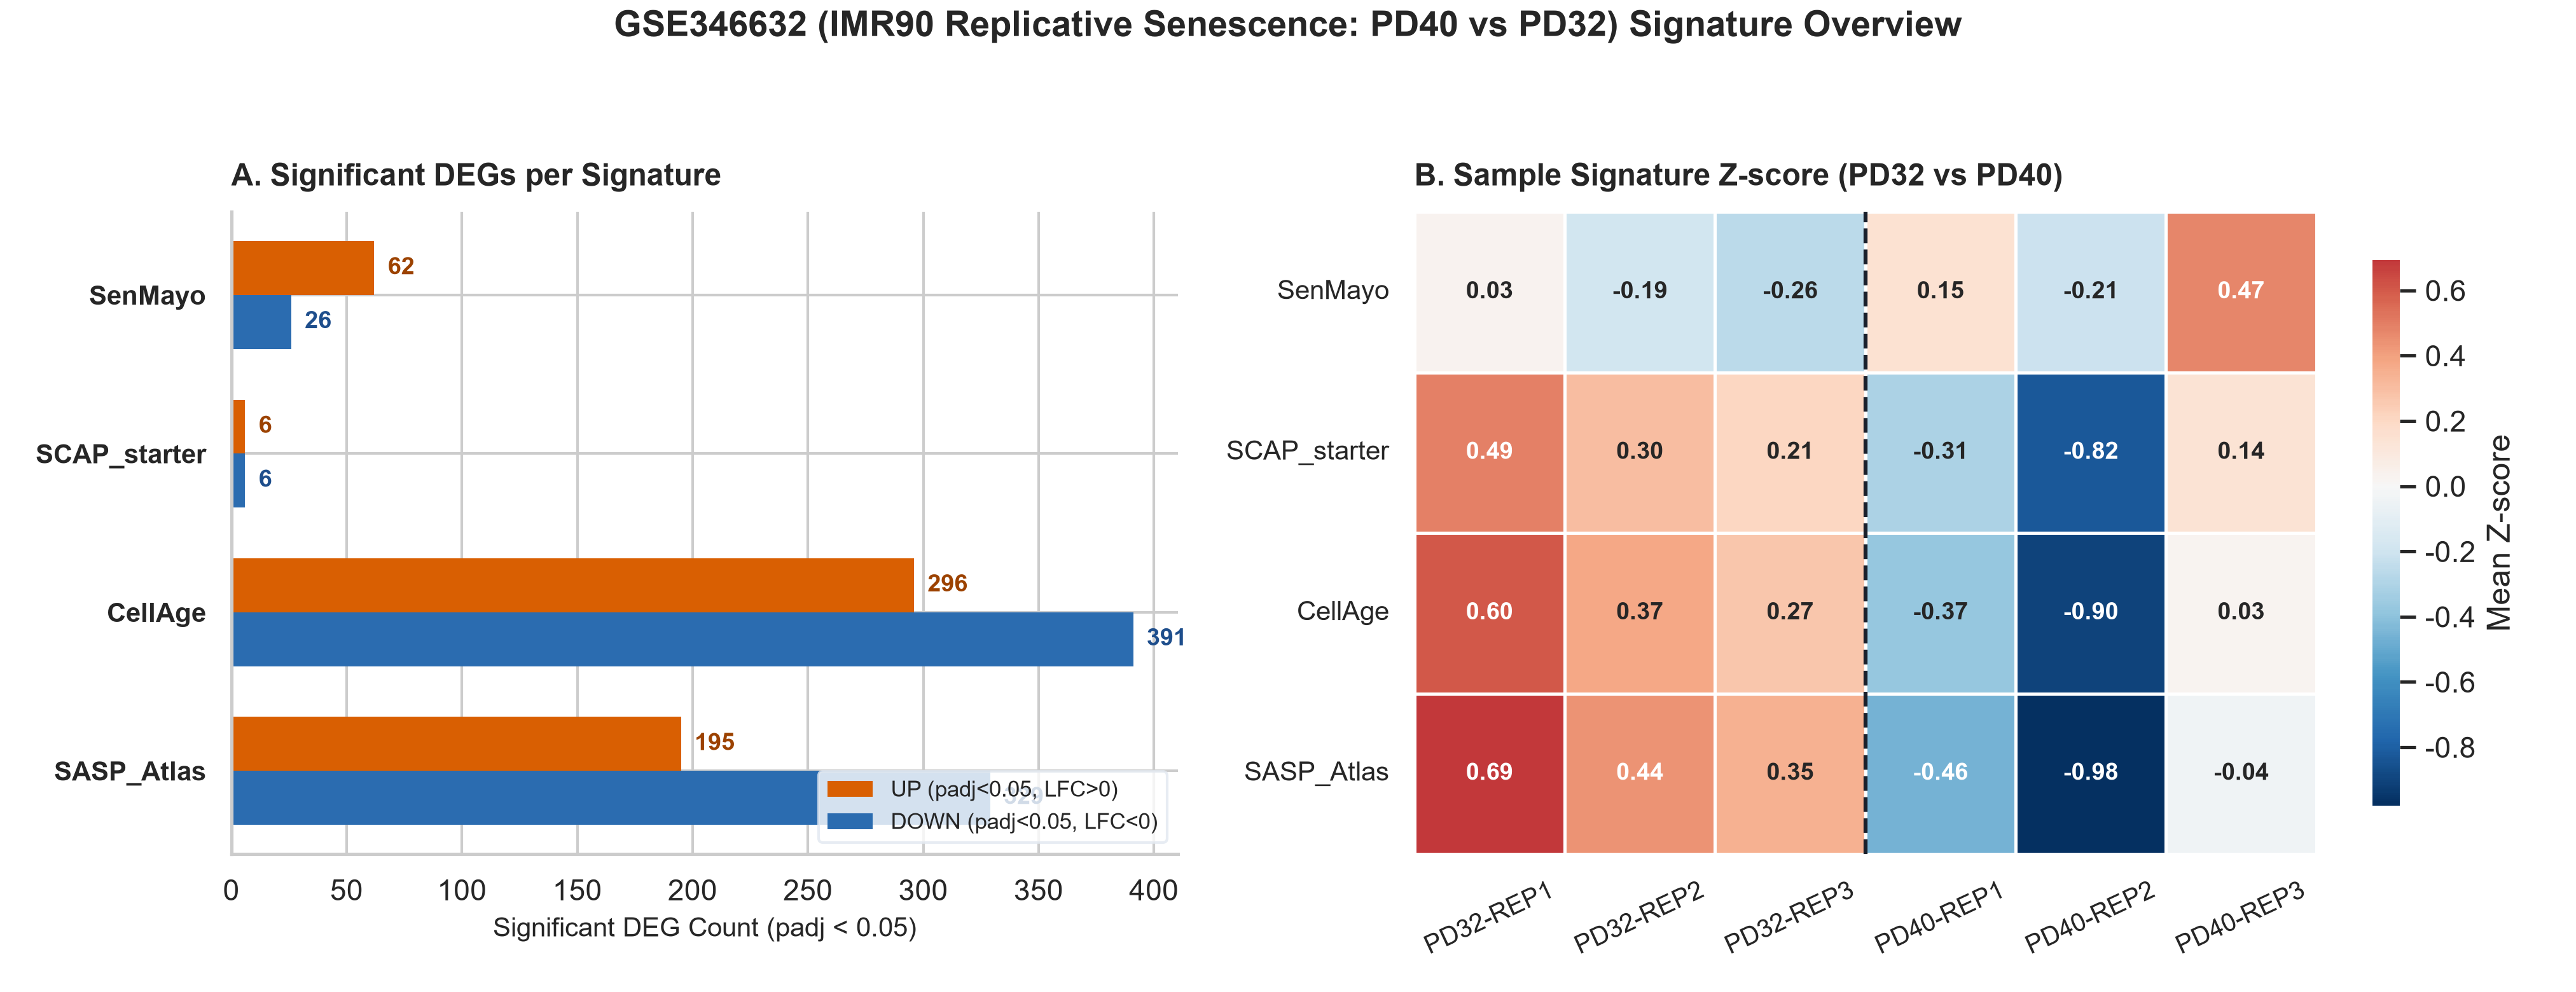 GSE346632 (IMR90 Replicative Senescence: PD40 vs PD32) Signature Overview
A. Significant DEGs per Signature
SenMayo
62
26
SCAP_starter
6
6
CellAge
296
391
SASP_Atlas
195
329
UP (padj<0.05, LFC>0)
DOWN (padj<0.05, LFC<0)
0 50 100 150 200 250 300 350 400
Significant DEG Count (padj < 0.05)
B. Sample Signature Z-score (PD32 vs PD40)
SenMayo 0.03 -0.19 -0.26 0.15 -0.21 0.47
SCAP_starter 0.49 0.30 0.21 -0.31 -0.82 0.14
CellAge 0.60 0.37 0.27 -0.37 -0.90 0.03
SASP_Atlas 0.69 0.44 0.35 -0.46 -0.98 -0.04
PD32-REP1 PD32-REP2 PD32-REP3 PD40-REP1 PD40-REP2 PD40-REP3
0.6
0.4
0.2
0.0
-0.2
-0.4
-0.6
-0.8
Mean Z-score